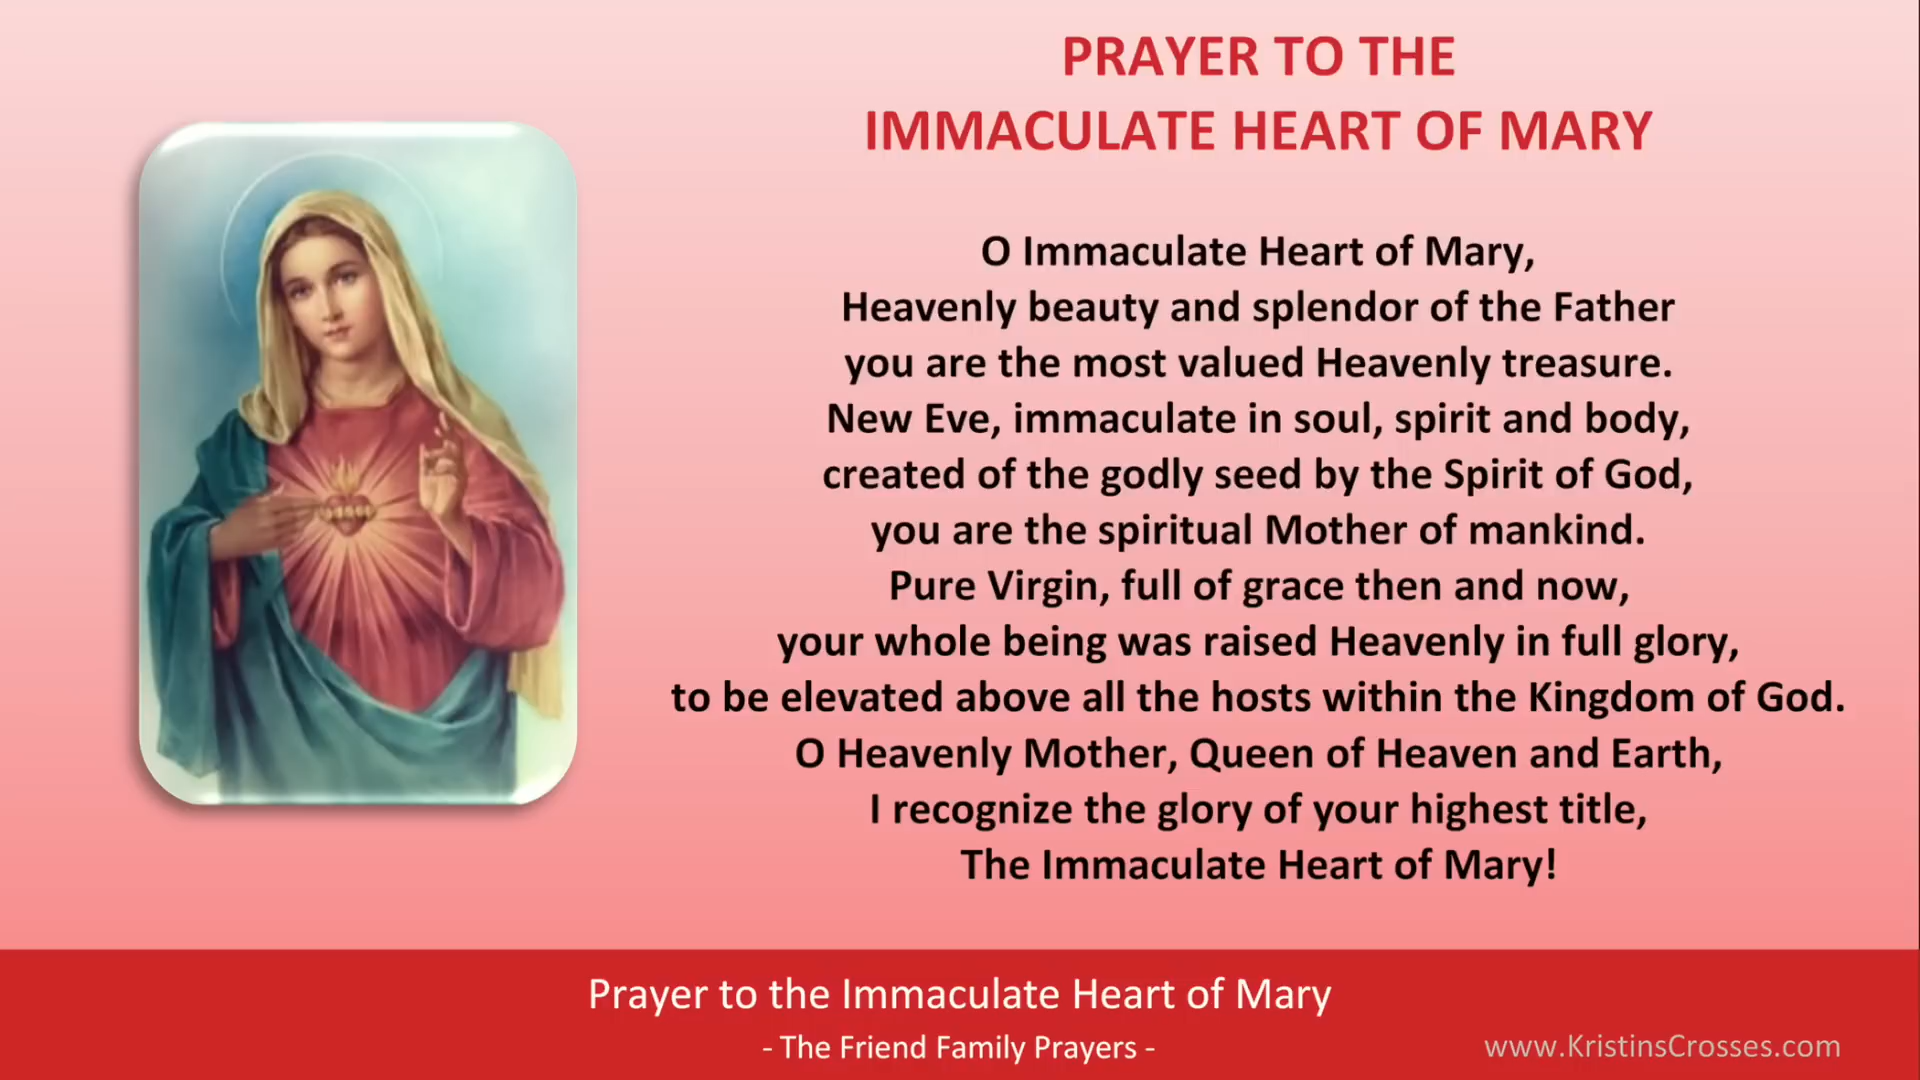 PRAYER TO THE
IMMACULATE HEART OF MARY
O Immaculate Heart of Mary,
Heavenly beauty and splendor of the Father
you are the most valued Heavenly treasure.
New Eve, immaculate in soul, spirit and body,
created of the godly seed by the Spirit of God,
you are the spiritual Mother of mankind.
Pure Virgin, full of grace then and now,
your whole being was raised Heavenly in full glory,
to be elevated above all the hosts within the Kingdom of God.
O Heavenly Mother, Queen of Heaven and Earth,
I recognize the glory of your highest title,
The Immaculate Heart of Mary!
Prayer to the Immaculate Heart of Mary
- The Friend Family Prayers -
www.KristinsCrosses.com